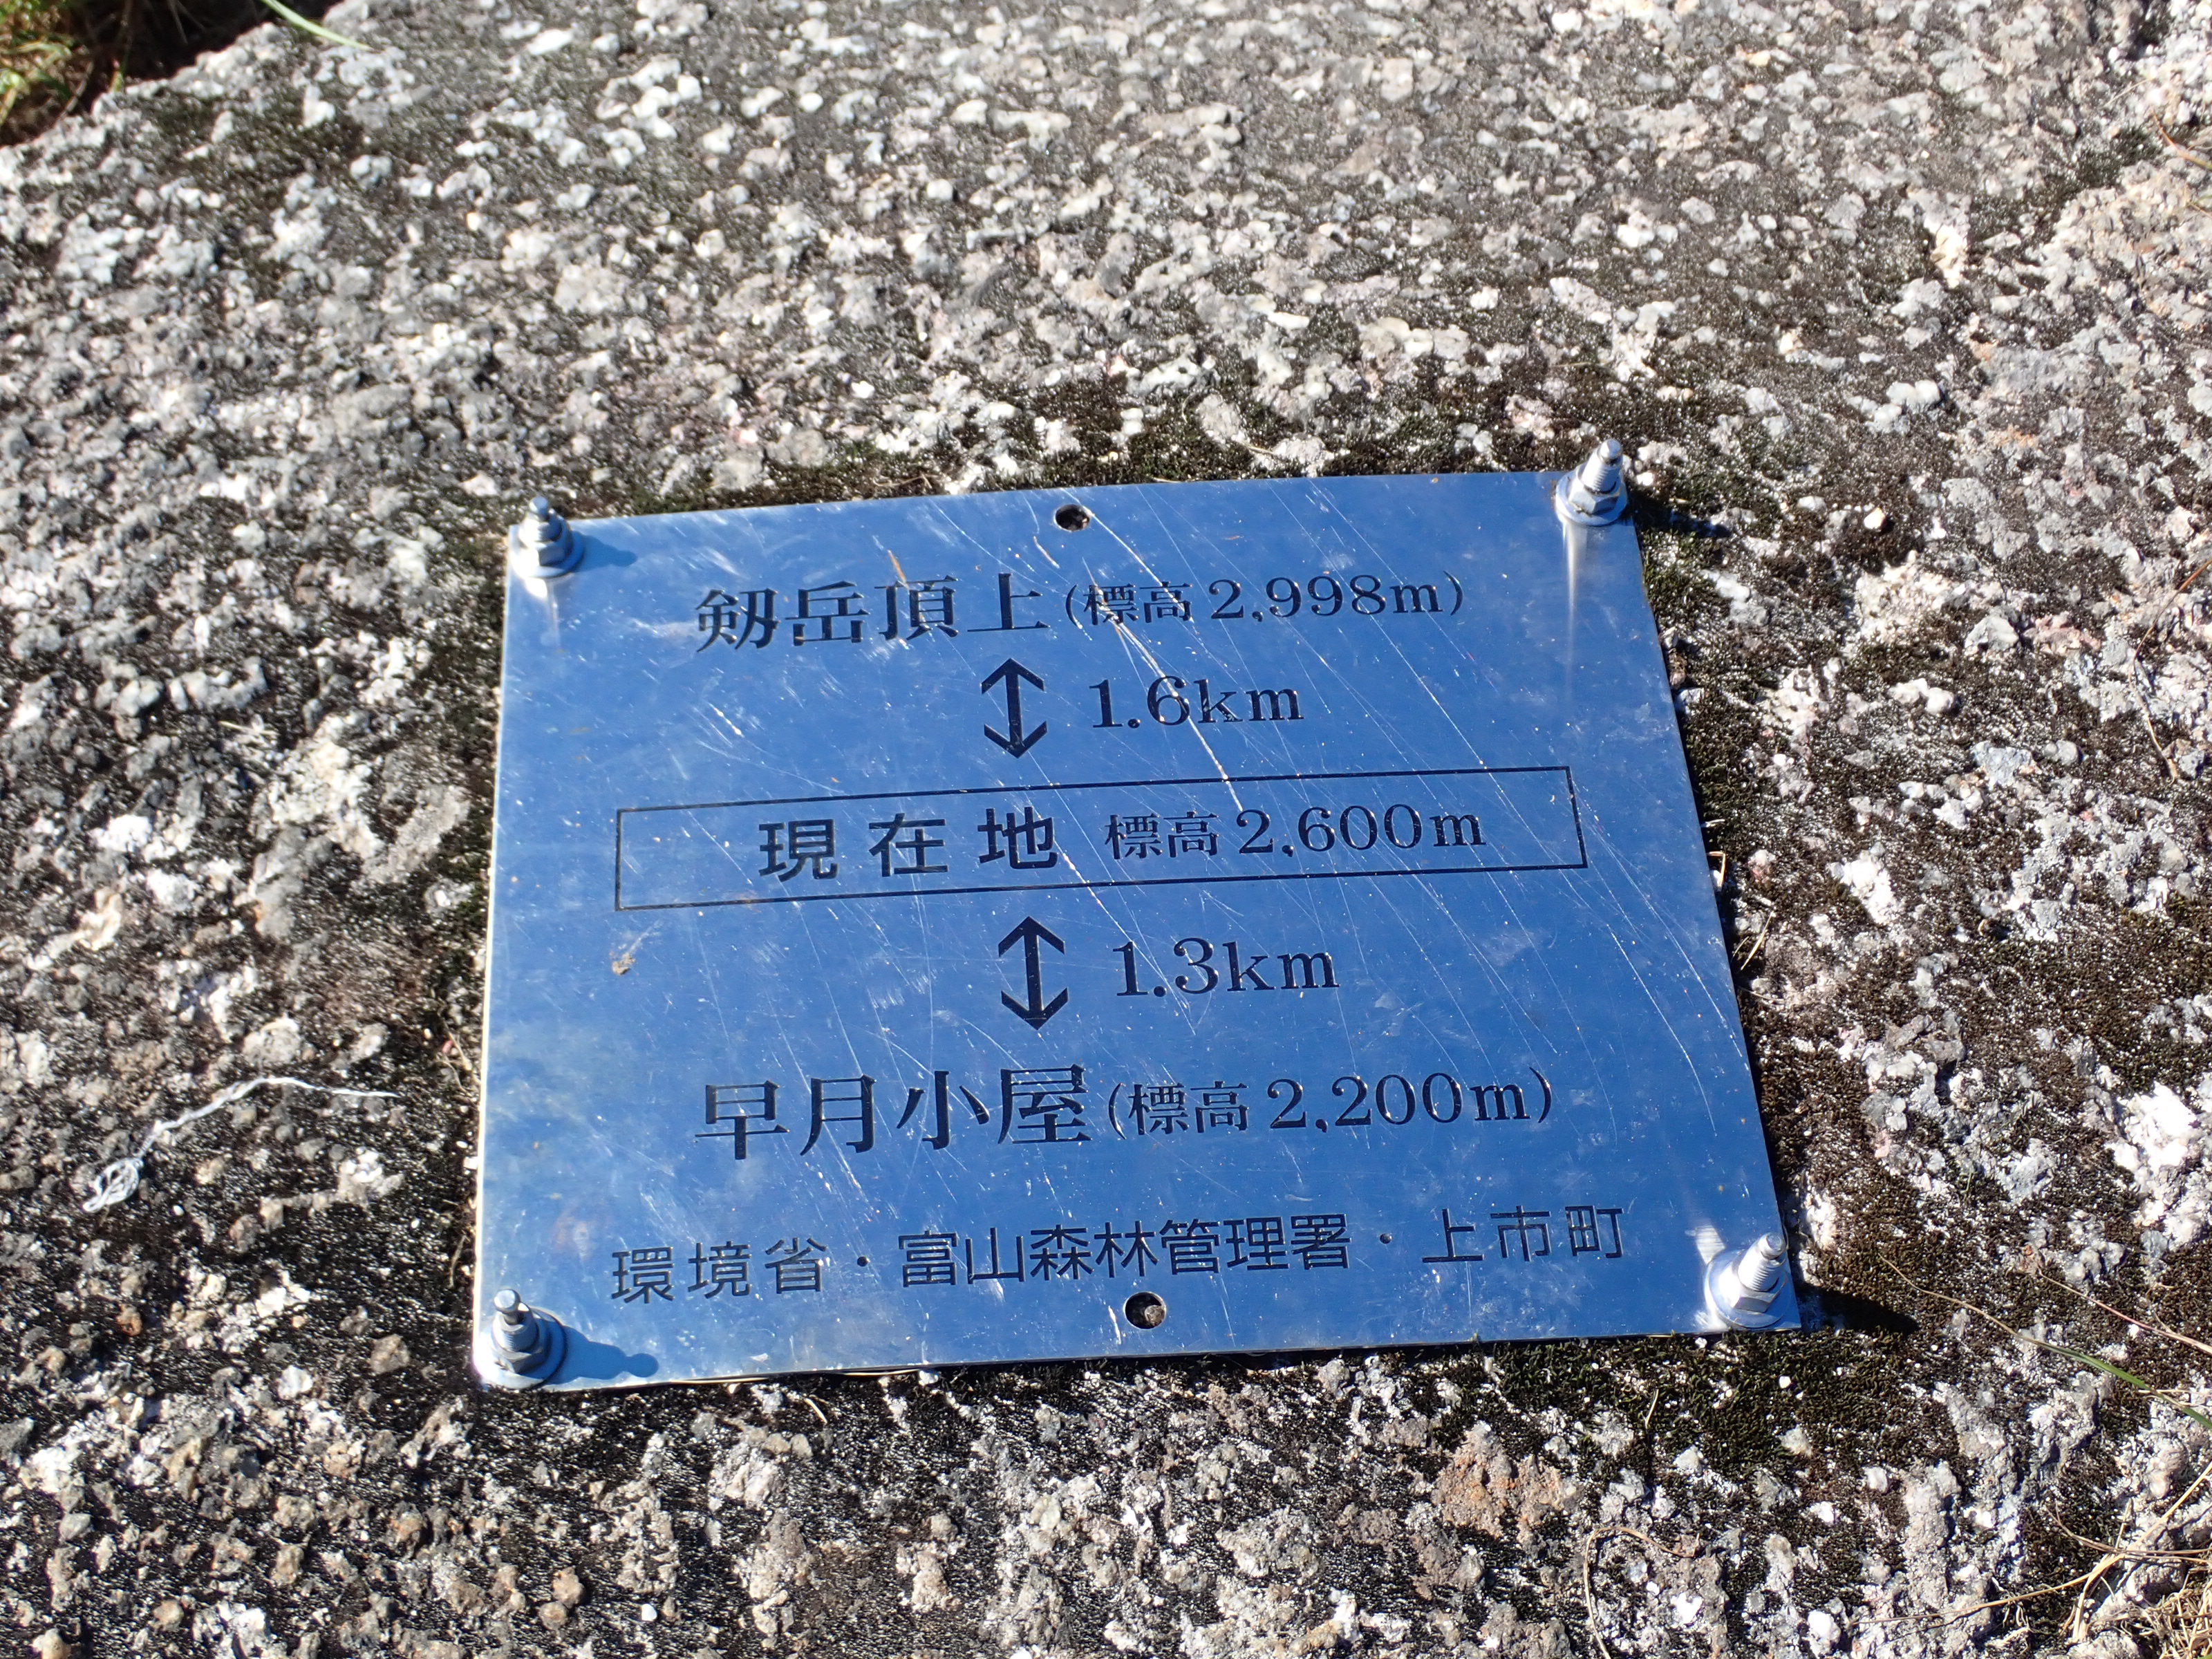 剱岳頂上(標高2,998m)
↕ 1.6km
現在地 標高2,600m
↕ 1.3km
早月小屋(標高2,200m)
環境省・富山森林管理署・上市町